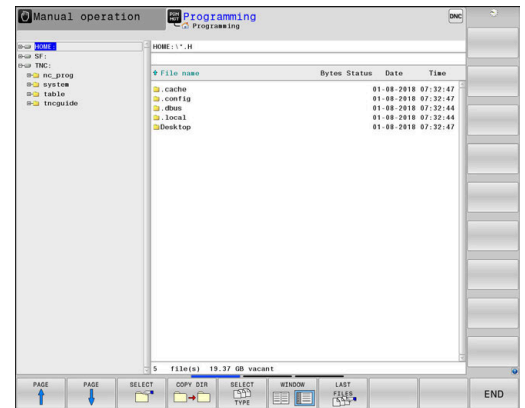 Manual operation
Programming
Programming
DNC
HOME:
SF:
TNC:
nc_prog
system
table
tncguide
HOME:\*.H
File name Bytes Status Date Time
.cache 01-08-2018 07:32:47
.config 01-08-2018 07:32:47
.dbus 01-08-2018 07:32:44
.local 01-08-2018 07:32:44
Desktop 01-08-2018 07:32:47
5 file(s) 19.37 GB vacant
PAGE
PAGE
SELECT
COPY DIR
SELECT
TYPE
WINDOW
LAST
FILES
END